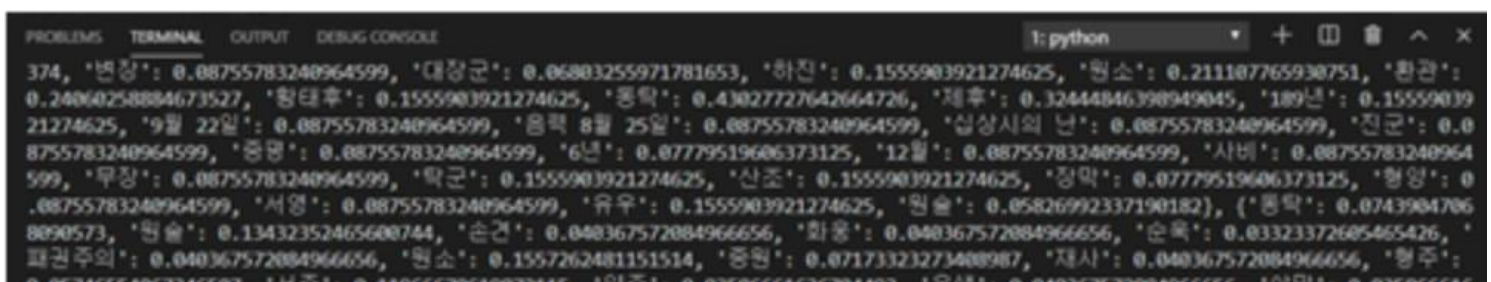 PROBLEMS TERMINAL OUTPUT DEBUG CONSOLE 1: python
374, '변장': 0.08755783240964599, '대장군': 0.06803255971781653, '하진': 0.1555903921274625, '원소': 0.2111077659307​51, '환관':
0.24060258884673527, '황태후': 0.1555903921274625, '동탁': 0.43027727642664726, '제후': 0.32444846390949045, '189년': 0.15559039
21274625, '9월 22일': 0.08755783240964599, '음력 8월 25일': 0.08755783240964599, '십상시의 난': 0.08755783240964599, '진군': 0.0
8755783240964599, '중평': 0.08755783240964599, '6년': 0.07779519606373125, '12월': 0.08755783240964599, '사비': 0.08755783240964
599, '무장': 0.08755783240964599, '탁군': 0.1555903921274625, '산조': 0.1555903921274625, '장막': 0.07779519606373125, '형양': 0
.08755783240964599, '서영': 0.08755783240964599, '유우': 0.1555903921274625, '원술': 0.05826992337190182}, {'동탁': 0.0743904706
8090573, '원술': 0.13432352465600744, '손견': 0.040367572084966656, '화웅': 0.040367572084966656, '순욱': 0.03323372605465426, '
패권주의': 0.040367572084966656, '원소': 0.1557262481151514, '중원': 0.07173323273408987, '재사': 0.040367572084966656, '형주':